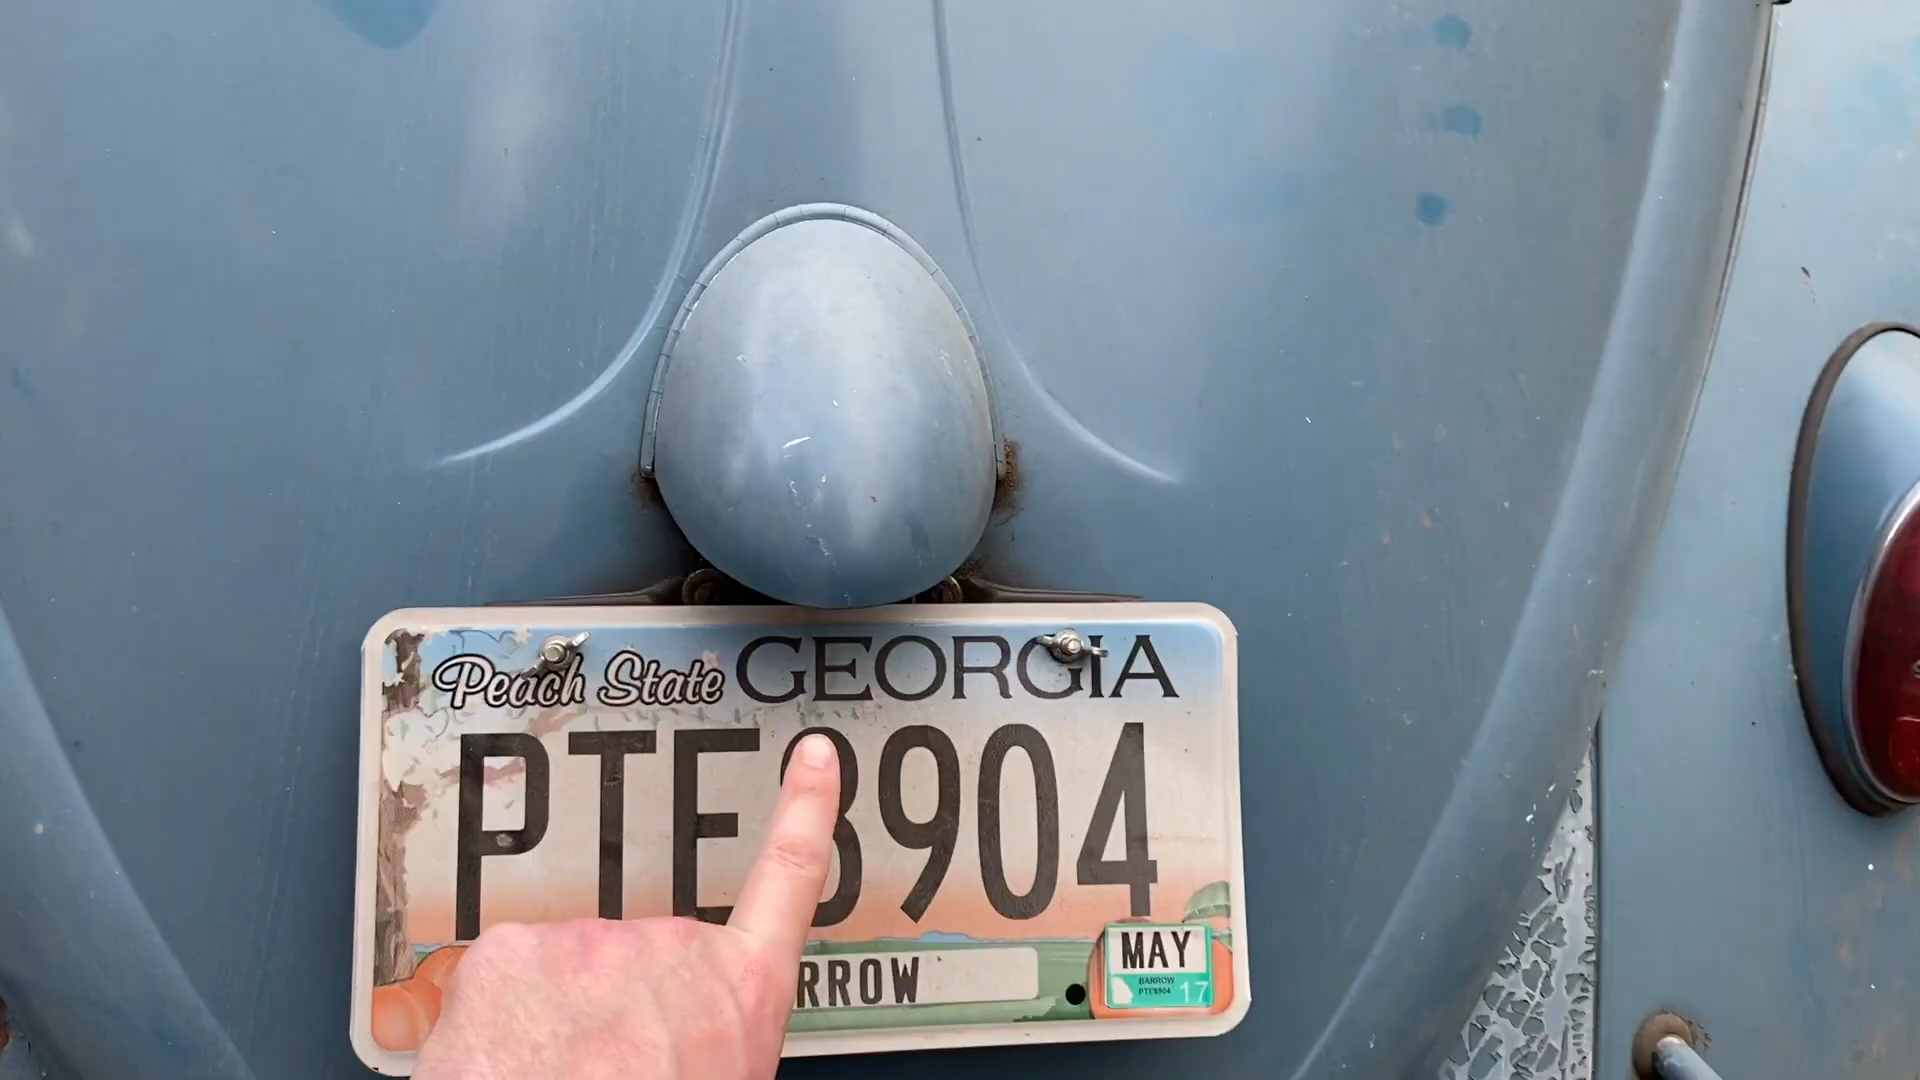 Peach State GEORGIA
PTE8904
RROW
MAY
BARROW
PTE8904 17